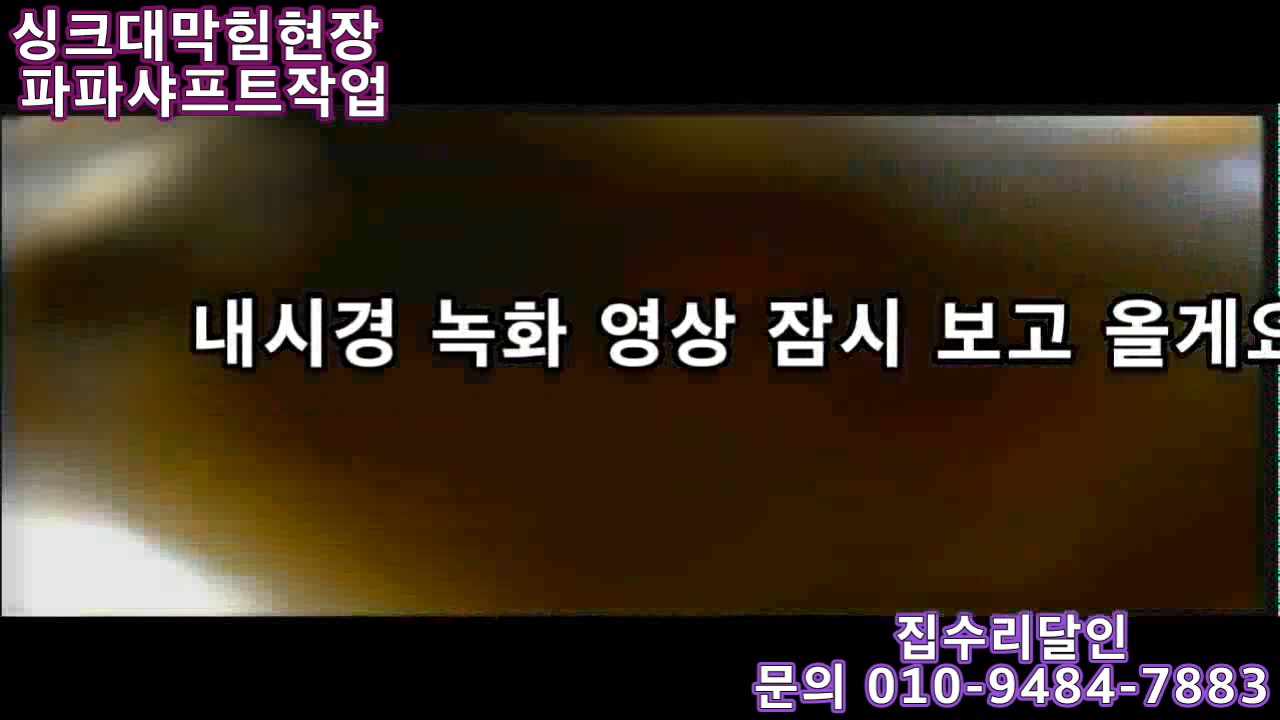 싱크대막힘현장
파파샤프트작업
내시경 녹화 영상 잠시 보고 올게요
집수리달인
문의 010-9484-7883